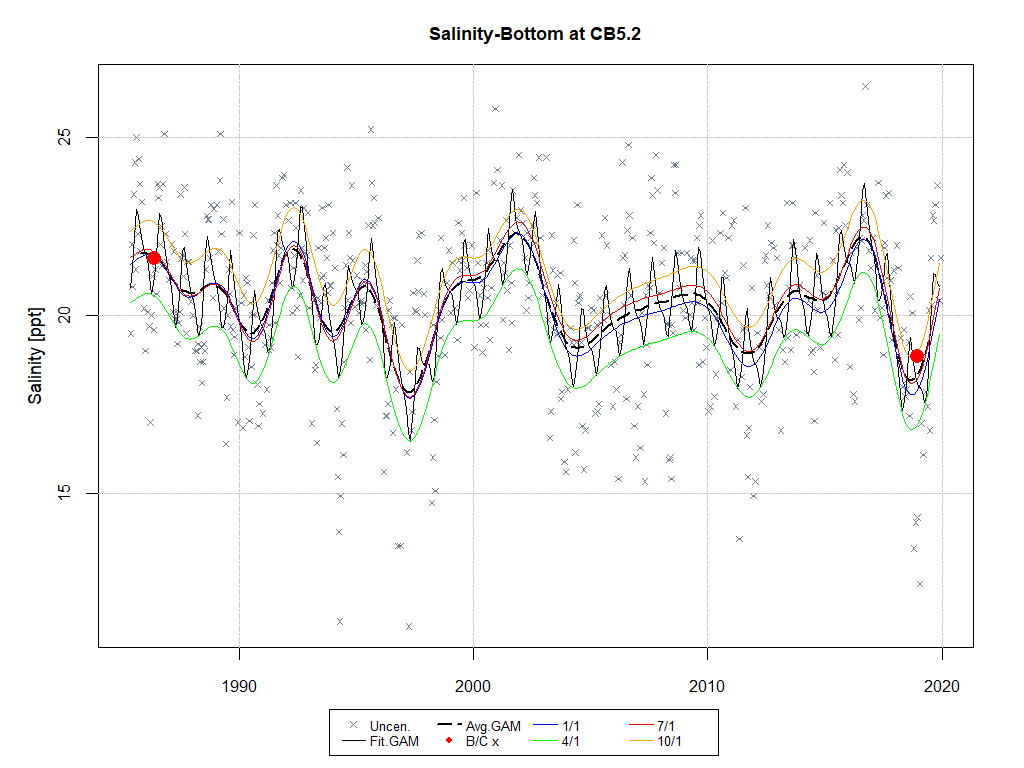 Salinity-Bottom at CB5.2
Salinity [ppt]
25
20
15
1990 2000 2010 2020
Uncen. Avg.GAM 1/1 7/1
Fit.GAM B/C x 4/1 10/1